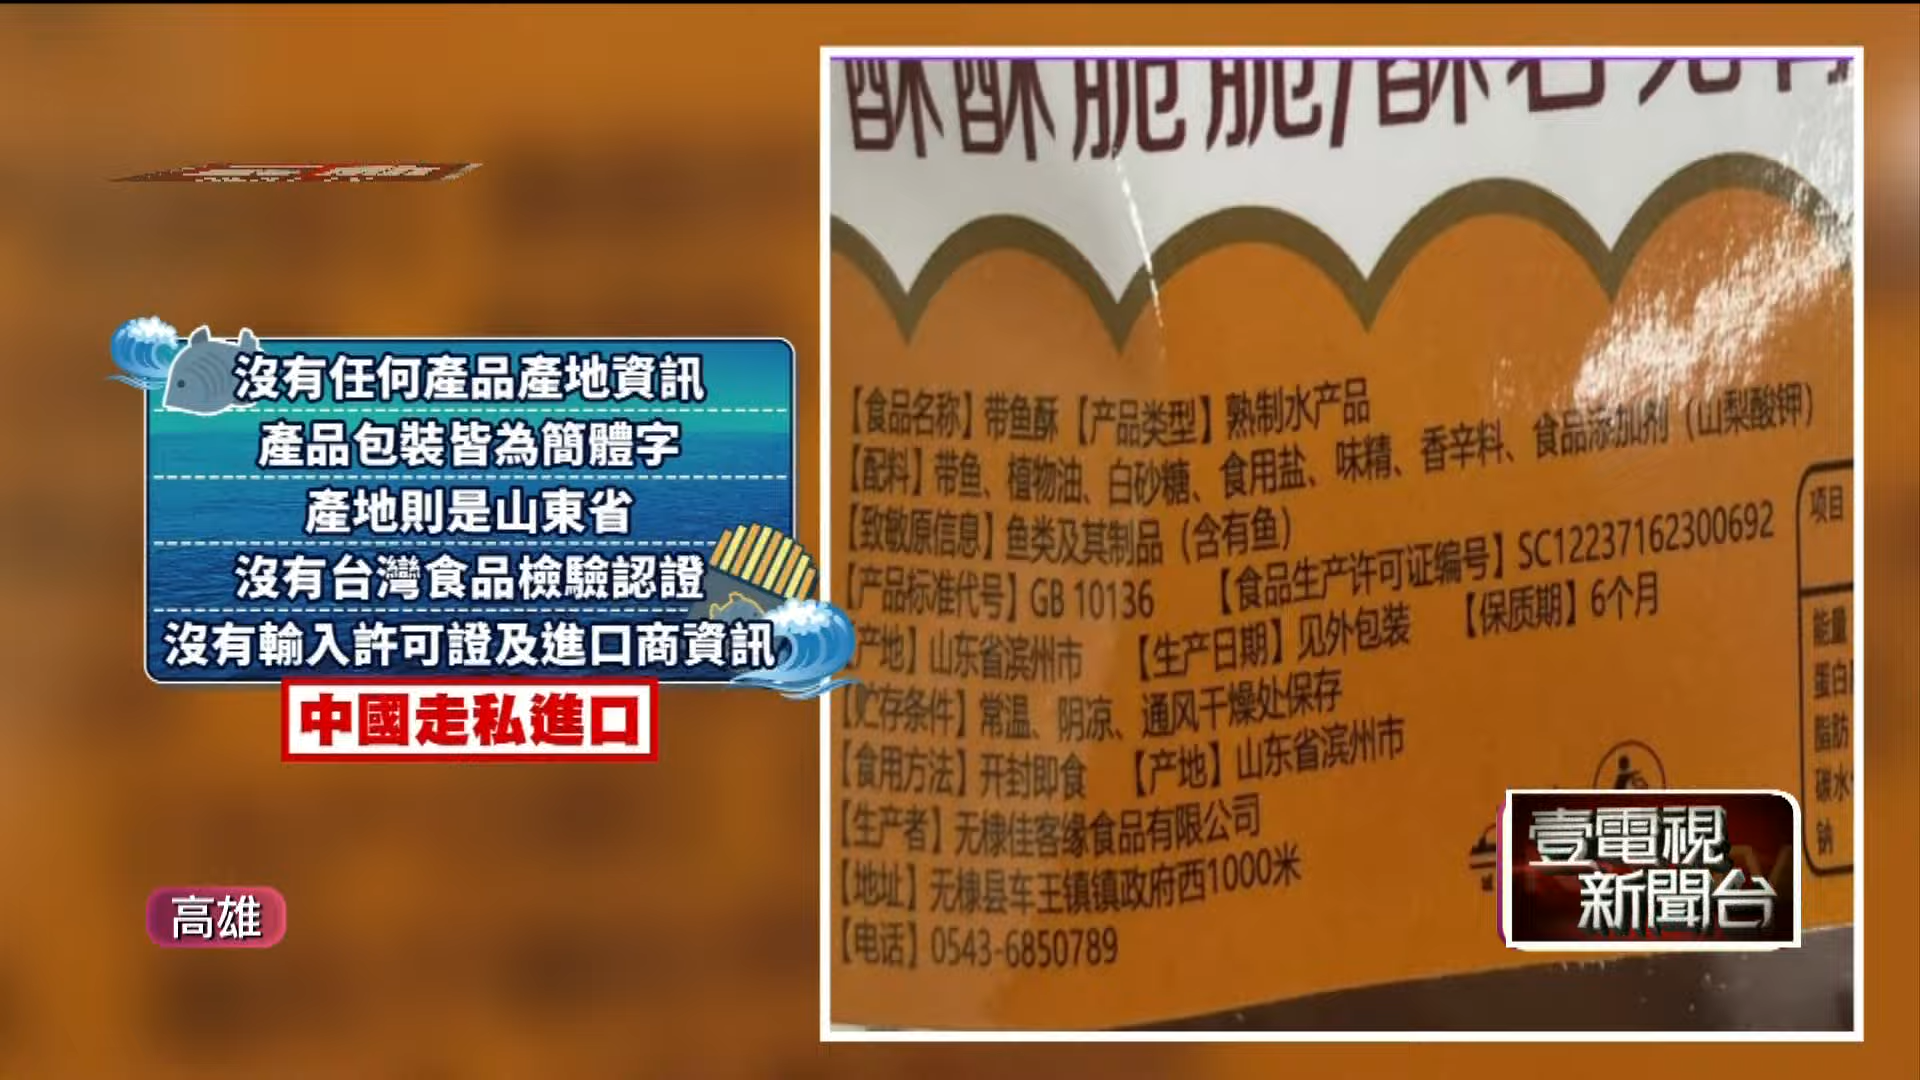 沒有任何產品產地資訊
產品包裝皆為簡體字
產地則是山東省
沒有台灣食品檢驗認證
沒有輸入許可證及進口商資訊
中國走私進口
高雄
酥酥脆脆/酥
【食品名称】带鱼酥【产品类型】熟制水产品
【配料】带鱼、植物油、白砂糖、食用盐、味精、香辛料、食品添加剂（山梨酸钾）
【致敏原信息】鱼类及其制品（含有鱼）
【产品标准代号】GB 10136 【食品生产许可证编号】SC12237162300692
产地】山东省滨州市 【生产日期】见外包装 【保质期】6个月
【贮存条件】常温、阴凉、通风干燥处保存
【食用方法】开封即食 【产地】山东省滨州市
【生产者】无棣佳客缘食品有限公司
【地址】无棣县车王镇镇政府西1000米
【电话】0543-6850789
项目
能量
蛋白
脂肪
碳水
钠
壹電視
新聞台